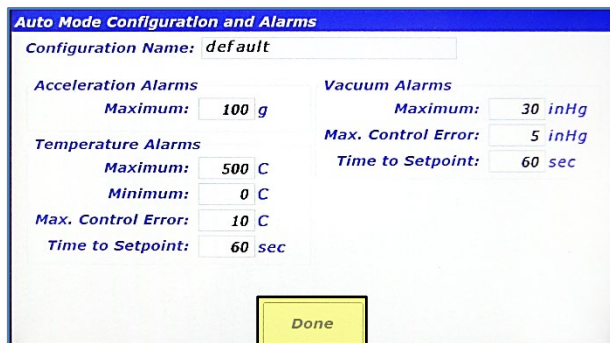 Auto Mode Configuration and Alarms
Configuration Name: default
Acceleration Alarms
Maximum: 100 g
Temperature Alarms
Maximum: 500 C
Minimum: 0 C
Max. Control Error: 10 C
Time to Setpoint: 60 sec
Vacuum Alarms
Maximum: 30 inHg
Max. Control Error: 5 inHg
Time to Setpoint: 60 sec
Done